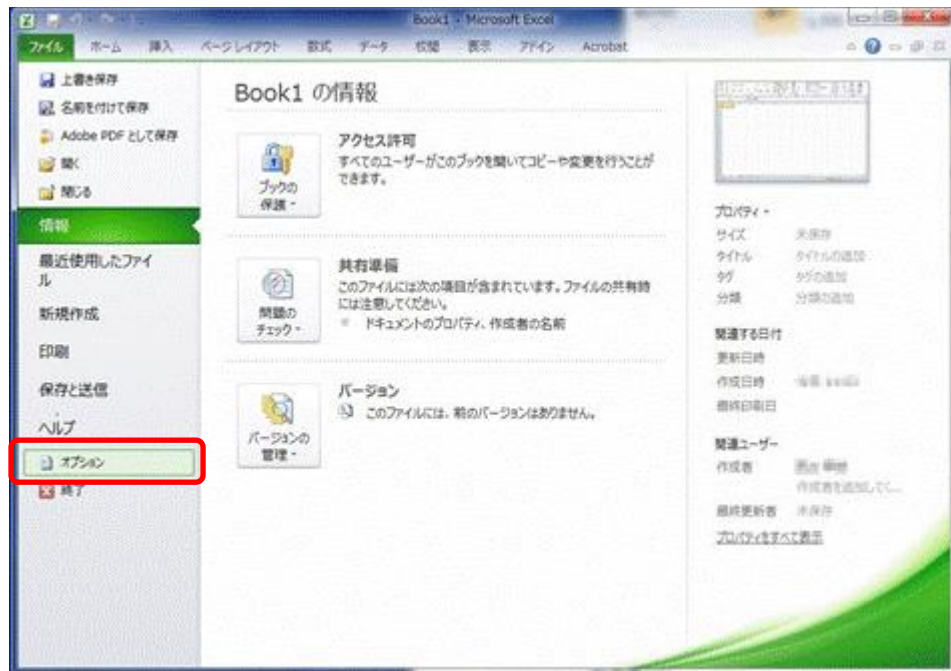 Book1 - Microsoft Excel
ファイル ホーム 挿入 ページ レイアウト 数式 データ 校閲 表示 アドイン Acrobat
上書き保存
名前を付けて保存
Adobe PDF として保存
開く
閉じる
情報
最近使用したファイ
ル
新規作成
印刷
保存と送信
ヘルプ
オプション
終了
Book1 の情報
ブックの
保護
アクセス許可
すべてのユーザーがこのブックを開いてコピーや変更を行うことが
できます。
問題の
チェック
共有準備
このファイルには次の項目が含まれています。ファイルの共有時
には注意してください。
ドキュメントのプロパティ、作成者の名前
バージョンの
管理
バージョン
このファイルには、前のバージョンはありません。
プロパティ
サイズ 未保存
タイトル タイトルの追加
タグ タグの追加
分類 分類の追加
関連する日付
更新日時
作成日時
最終印刷日
関連ユーザー
作成者
作成者を追加してく...
最終更新者 未保存
プロパティをすべて表示